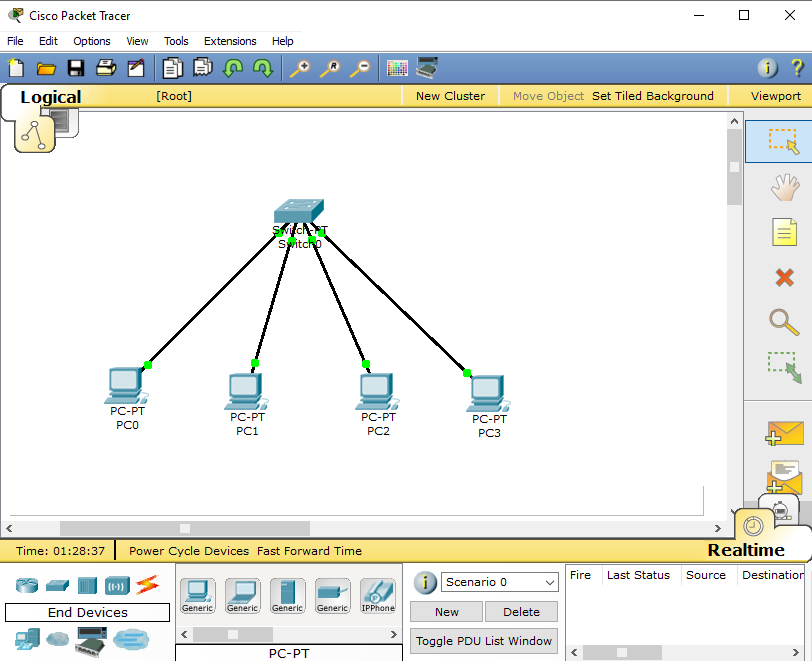 Cisco Packet Tracer
File Edit Options View Tools Extensions Help
Logical [Root] New Cluster Move Object Set Tiled Background Viewport
Switch-PT
Switch0
PC-PT
PC0
PC-PT
PC1
PC-PT
PC2
PC-PT
PC3
Time: 01:28:37 Power Cycle Devices Fast Forward Time Realtime
End Devices
Generic Generic Generic Generic IPPhone
PC-PT
Scenario 0
New Delete
Toggle PDU List Window
Fire Last Status Source Destination